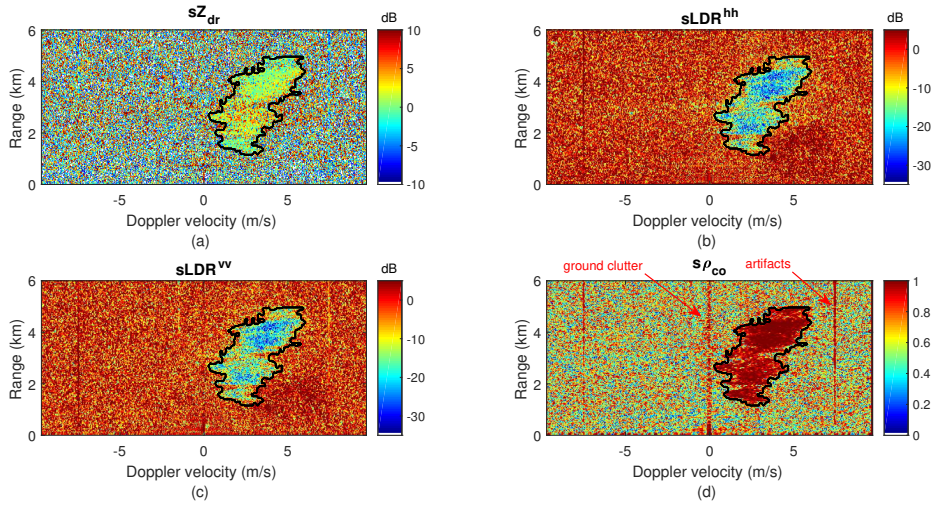 sZdr
dB
6
4
2
0
Range (km)
-5 0 5
Doppler velocity (m/s)
10
5
0
-5
-10
(a)
sLDRhh
dB
6
4
2
0
Range (km)
-5 0 5
Doppler velocity (m/s)
0
-10
-20
-30
(b)
sLDRvv
dB
6
4
2
0
Range (km)
-5 0 5
Doppler velocity (m/s)
0
-10
-20
-30
(c)
sρco
ground clutter
artifacts
6
4
2
0
Range (km)
-5 0 5
Doppler velocity (m/s)
1
0.8
0.6
0.4
0.2
0
(d)